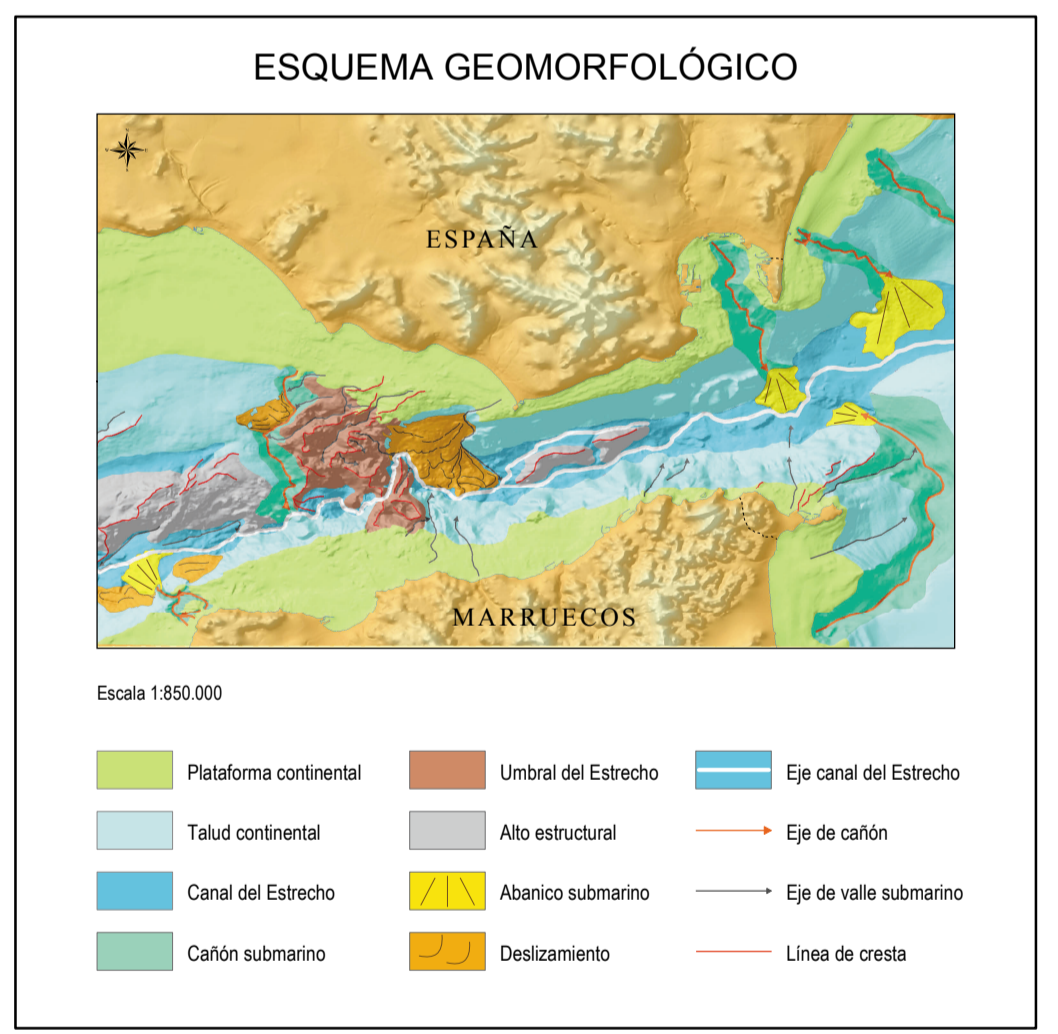 ESQUEMA GEOMORFOLÓGICO
ESPAÑA
MARRUECOS
Escala 1:850.000
Plataforma continental
Umbral del Estrecho
Eje canal del Estrecho
Talud continental
Alto estructural
Eje de cañón
Canal del Estrecho
Abanico submarino
Eje de valle submarino
Cañón submarino
Deslizamiento
Línea de cresta